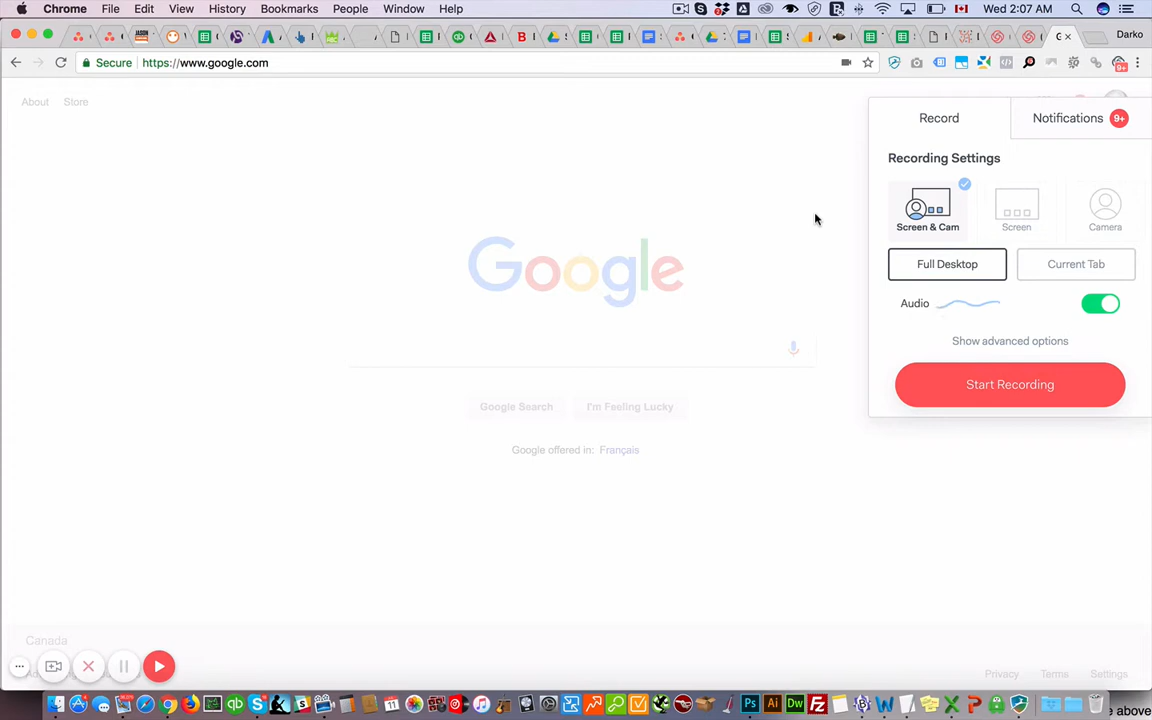 Chrome File Edit View History Bookmarks People Window Help Wed 2:07 AM
Darko
Secure https://www.google.com
9+
About Store
Record Notifications 9+
Recording Settings
Screen & Cam Screen Camera
Full Desktop Current Tab
Audio
Show advanced options
Start Recording
Google
Google Search I'm Feeling Lucky
Google offered in: Français
Canada
Privacy Terms Settings
e above